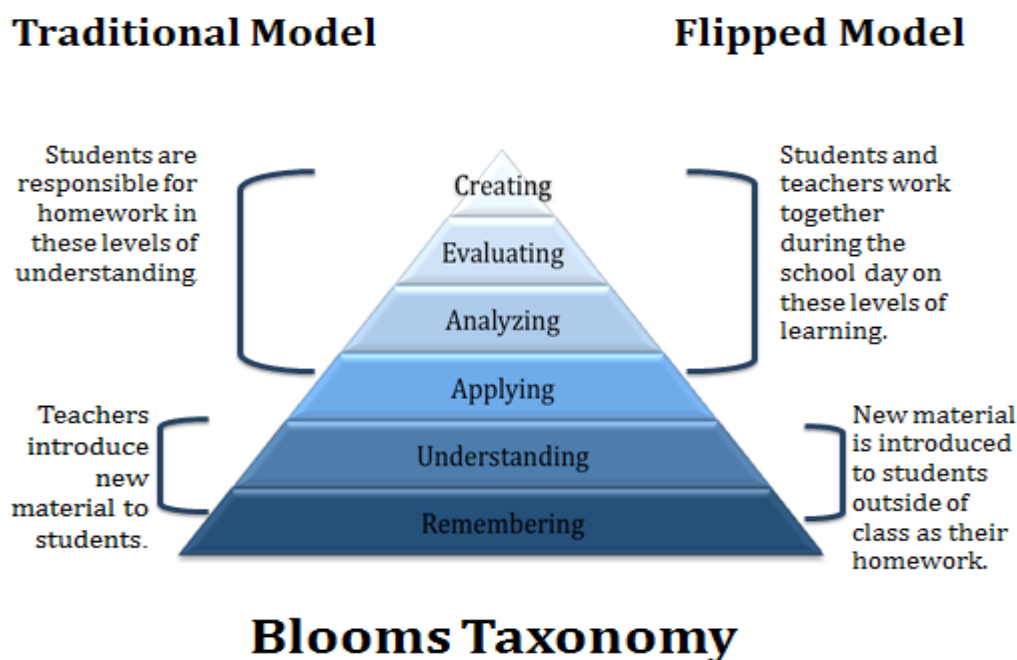 Traditional Model
Flipped Model
Students are
responsible for
homework in
these levels of
understanding
Creating
Evaluating
Analyzing
Applying
Understanding
Remembering
Students and
teachers work
together
during the
school day on
these levels of
learning.
Teachers
introduce
new
material to
students.
New material
is introduced
to students
outside of
class as their
homework.
Blooms Taxonomy